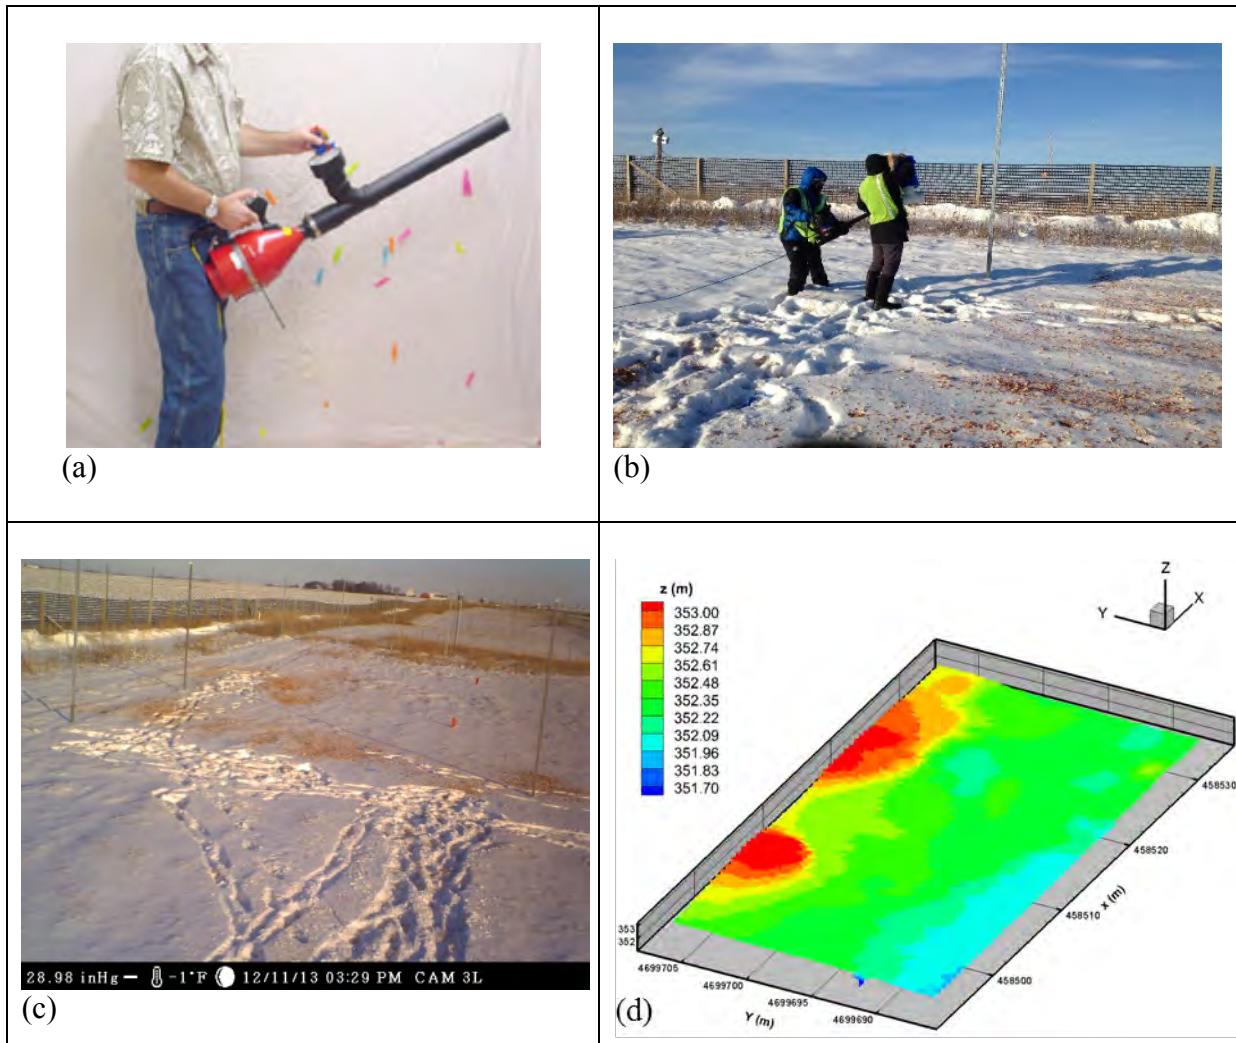 (a)
(b)
28.98 inHg – -1°F 12/11/13 03:29 PM CAM 3L
(c)
z (m)
353.00
352.87
352.74
352.61
352.48
352.35
352.22
352.09
351.96
351.83
351.70
Z
Y
X
458530
458520
x (m)
458510
458500
353
352
4699705
4699700
4699695
4699690
Y (m)
(d)